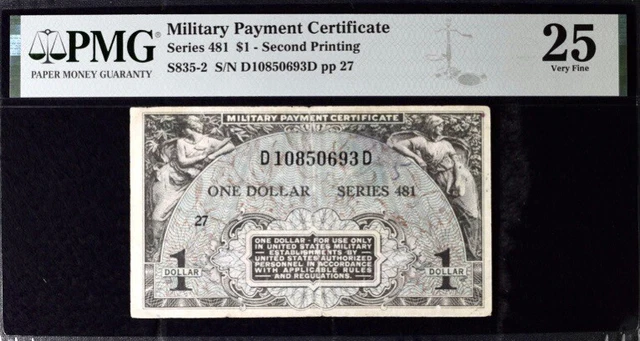 PMG
PAPER MONEY GUARANTY
Military Payment Certificate
Series 481 $1 - Second Printing
S835-2 S/N D10850693D pp 27
25
Very Fine
MILITARY PAYMENT CERTIFICATE
D10850693D
ONE DOLLAR SERIES 481
27
ONE DOLLAR - FOR USE ONLY
IN UNITED STATES MILITARY
ESTABLISHMENTS BY
UNITED STATES AUTHORIZED
PERSONNEL IN ACCORDANCE
WITH APPLICABLE RULES
AND REGULATIONS.
1
DOLLAR
1
DOLLAR